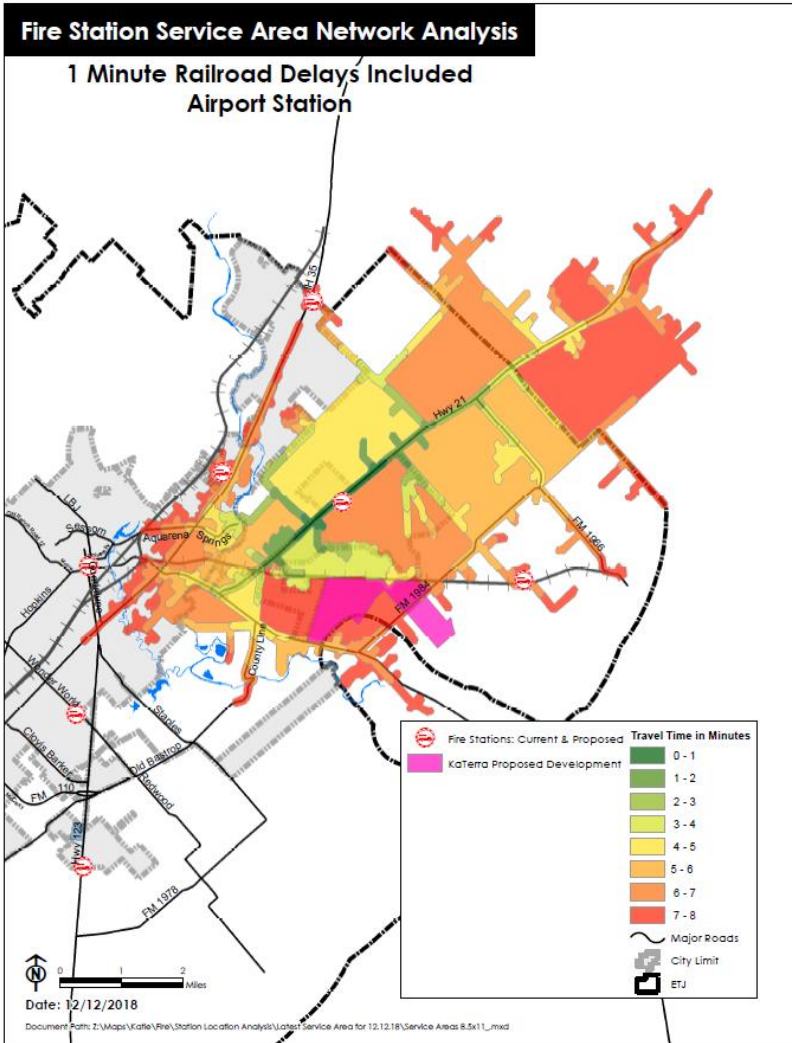 Fire Station Service Area Network Analysis
1 Minute Railroad Delays Included
Airport Station
IH 35
Hwy 21
LBJ
Sessom
Aquarena
Springs
Hopkins
FM 1966
FM 1984
County Line
Wonder World
Staples
Clovis Barker
Old Bastrop
Redwood
FM 110
Hwy 123
FM 1978
Fire Stations: Current & Proposed
KaTerra Proposed Development
Travel Time in Minutes
0 - 1
1 - 2
2 - 3
3 - 4
4 - 5
5 - 6
6 - 7
7 - 8
Major Roads
City Limit
ETJ
N
0 1 2
Miles
Date: 12/12/2018
Document Path: Z:\Maps\Katie\Fire\Station Location Analysis\Latest Service Area for 12.12.18\Service Areas 8.5x11_.mxd